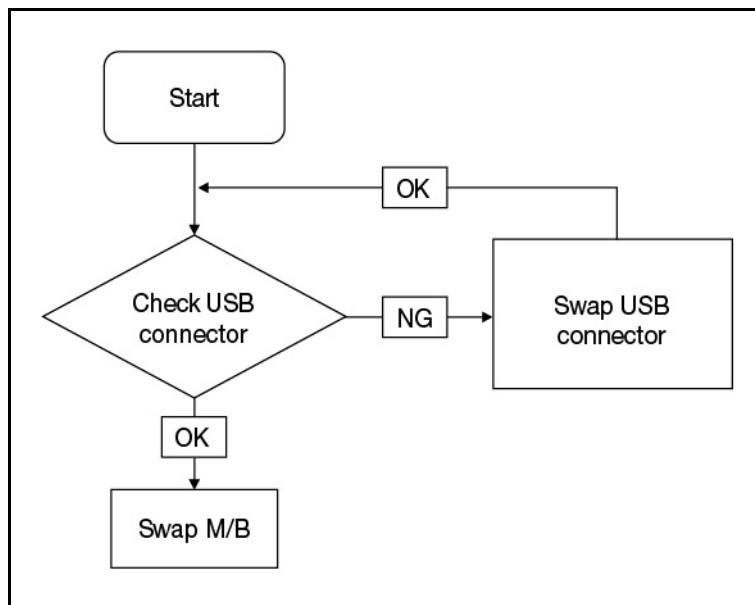 Start
OK
Check USB
connector
NG
Swap USB
connector
OK
Swap M/B